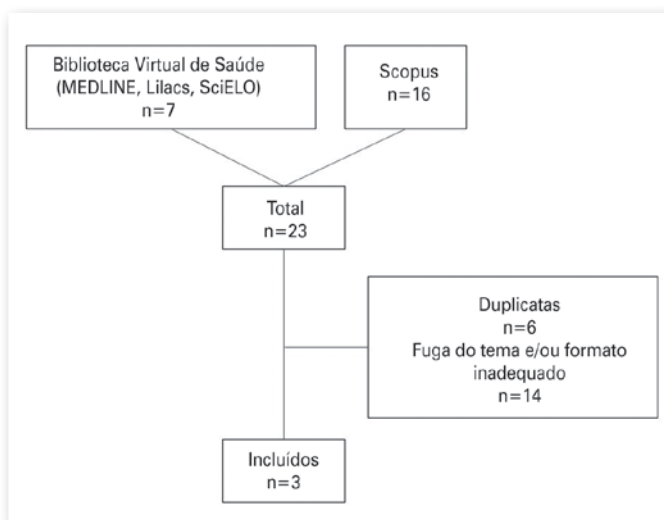 Biblioteca Virtual de Saúde
(MEDLINE, Lilacs, SciELO)
n=7
Scopus
n=16
Total
n=23
Duplicatas
n=6
Fuga do tema e/ou formato
inadequado
n=14
Incluídos
n=3